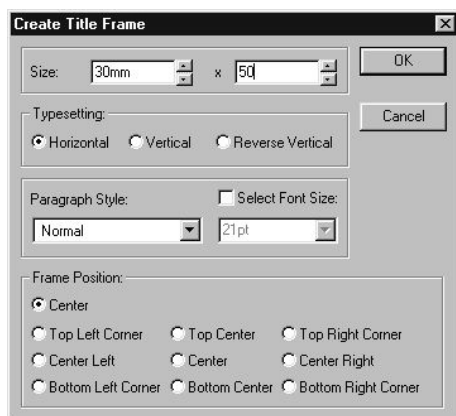 Create Title Frame
Size: 30mm x 50
OK
Typesetting:
Horizontal Vertical Reverse Vertical
Cancel
Paragraph Style: Select Font Size:
Normal 21pt
Frame Position:
Center
Top Left Corner Top Center Top Right Corner
Center Left Center Center Right
Bottom Left Corner Bottom Center Bottom Right Corner